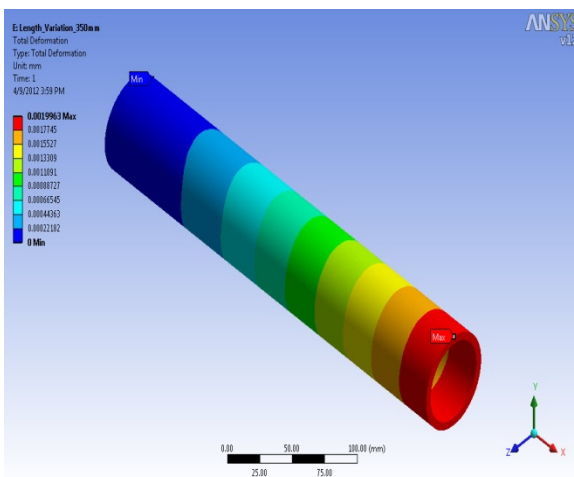 E: Length_Variation_350mm
Total Deformation
Type: Total Deformation
Unit: mm
Time: 1
4/9/2012 3:59 PM
ANSYS
0.0019963 Max
0.0017745
0.0015527
0.0013309
0.0011091
0.00088727
0.00066545
0.00044363
0.00022182
0 Min
Min
Max
0.00 50.00 100.00 (mm)
25.00 75.00
Y
Z X